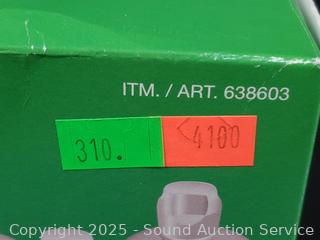 ITM. / ART. 638603
310. 4100
Copyright © 2025 - Sound Auction Service